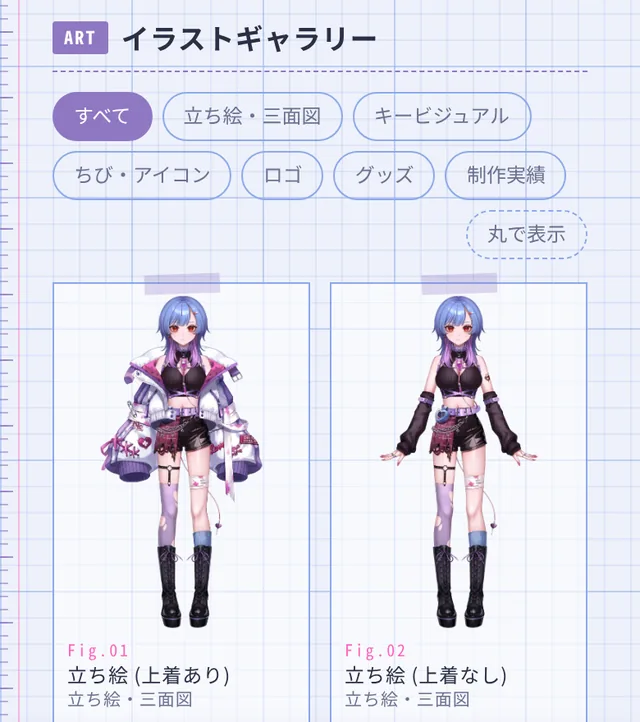 ART イラストギャラリー
すべて 立ち絵・三面図 キービジュアル
ちび・アイコン ロゴ グッズ 制作実績
丸で表示
Fig.01 Fig.02
立ち絵 (上着あり) 立ち絵 (上着なし)
立ち絵・三面図 立ち絵・三面図